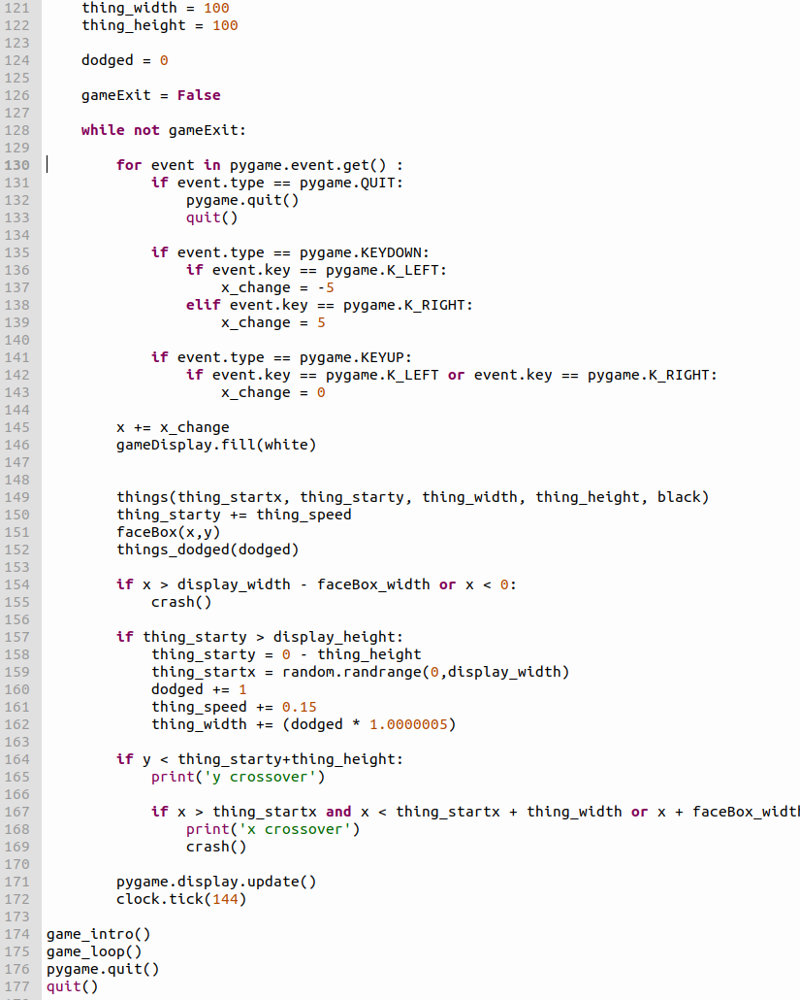 121 thing_width = 100
122 thing_height = 100
123
124 dodged = 0
125
126 gameExit = False
127
128 while not gameExit:
129
130 for event in pygame.event.get() :
131 if event.type == pygame.QUIT:
132 pygame.quit()
133 quit()
134
135 if event.type == pygame.KEYDOWN:
136 if event.key == pygame.K_LEFT:
137 x_change = -5
138 elif event.key == pygame.K_RIGHT:
139 x_change = 5
140
141 if event.type == pygame.KEYUP:
142 if event.key == pygame.K_LEFT or event.key == pygame.K_RIGHT:
143 x_change = 0
144
145 x += x_change
146 gameDisplay.fill(white)
147
148
149 things(thing_startx, thing_starty, thing_width, thing_height, black)
150 thing_starty += thing_speed
151 faceBox(x,y)
152 things_dodged(dodged)
153
154 if x > display_width - faceBox_width or x < 0:
155 crash()
156
157 if thing_starty > display_height:
158 thing_starty = 0 - thing_height
159 thing_startx = random.randrange(0,display_width)
160 dodged += 1
161 thing_speed += 0.15
162 thing_width += (dodged * 1.0000005)
163
164 if y < thing_starty+thing_height:
165 print('y crossover')
166
167 if x > thing_startx and x < thing_startx + thing_width or x + faceBox_width
168 print('x crossover')
169 crash()
170
171 pygame.display.update()
172 clock.tick(144)
173
174 game_intro()
175 game_loop()
176 pygame.quit()
177 quit()